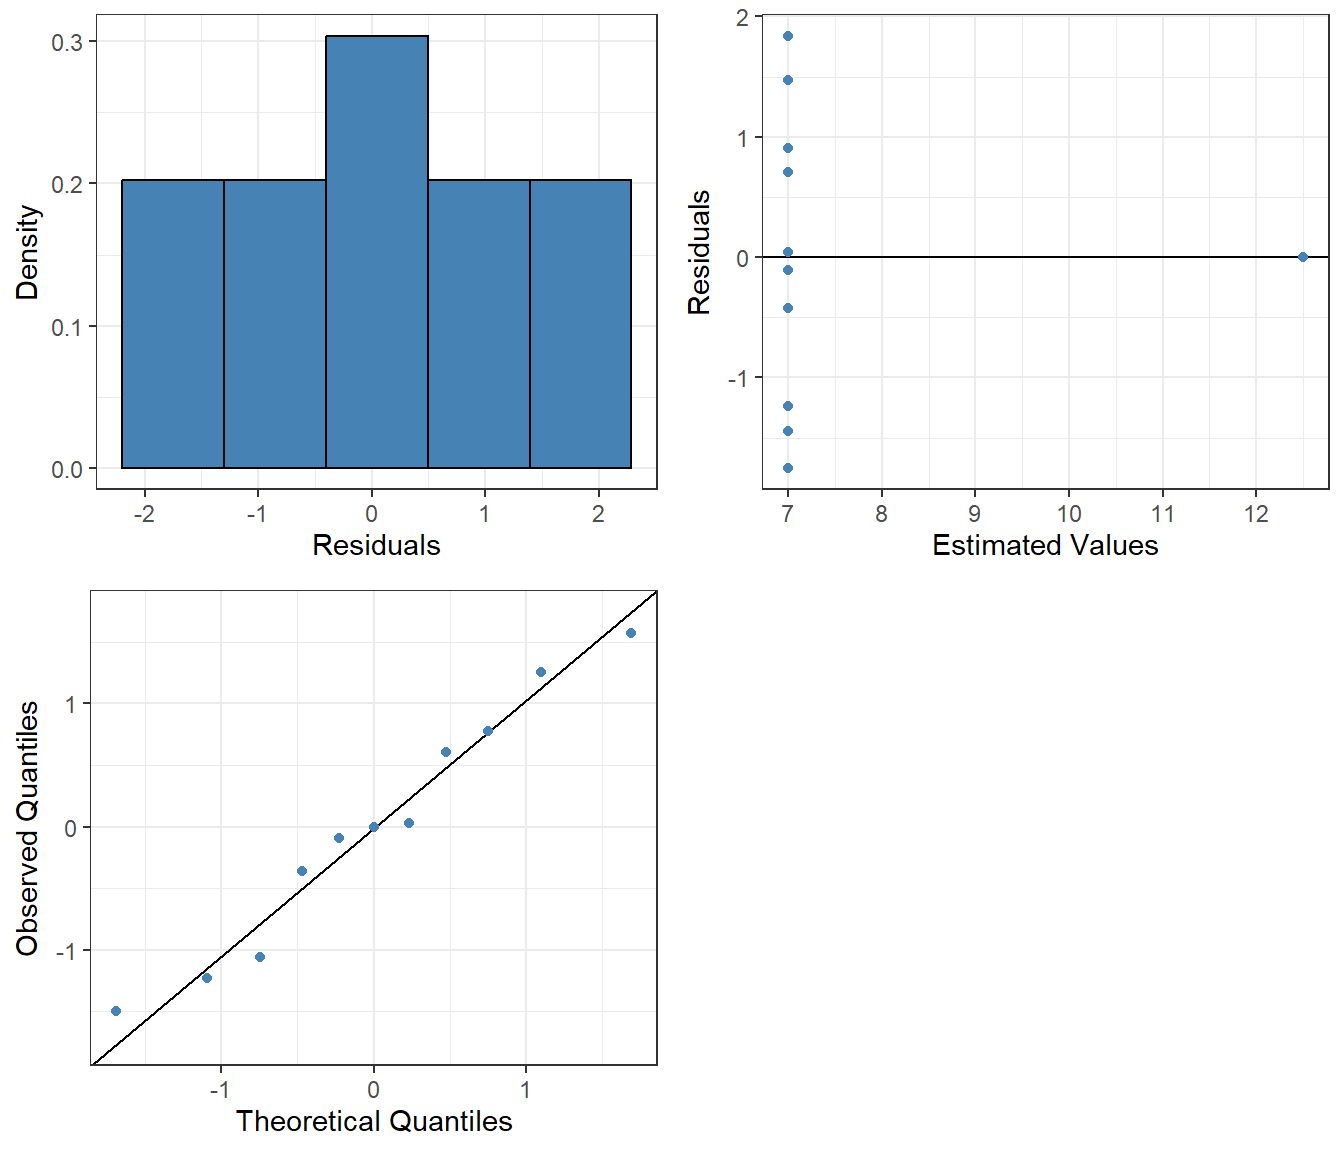 0.3
0.2
0.1
0.0
Density
-2 -1 0 1 2
Residuals
2
1
0
-1
Residuals
7 8 9 10 11 12
Estimated Values
1
0
-1
Observed Quantiles
-1 0 1
Theoretical Quantiles